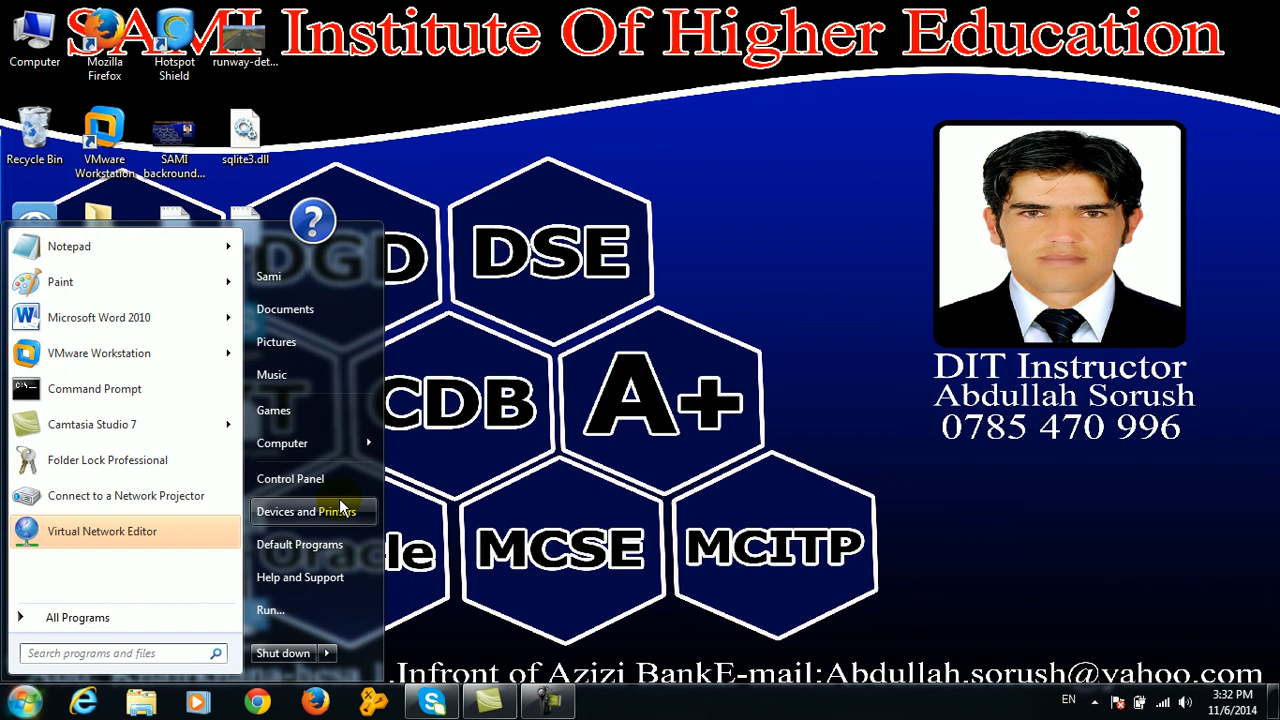 SAMI Institute Of Higher Education
Computer
Mozilla Firefox
Hotspot Shield
runway-det...
Recycle Bin
VMware Workstation
SAMI backround...
sqlite3.dll
DSE
CDB
A+
MCSE
MCITP
DIT Instructor
Abdullah Sorush
0785 470 996
Notepad
Paint
Microsoft Word 2010
VMware Workstation
Command Prompt
Camtasia Studio 7
Folder Lock Professional
Connect to a Network Projector
Virtual Network Editor
All Programs
Search programs and files
Sami
Documents
Pictures
Music
Games
Computer
Control Panel
Devices and Printers
Default Programs
Help and Support
Run...
Shut down
.Infront of Azizi BankE-mail:Abdullah.sorush@yahoo.com
EN
3:32 PM
11/6/2014